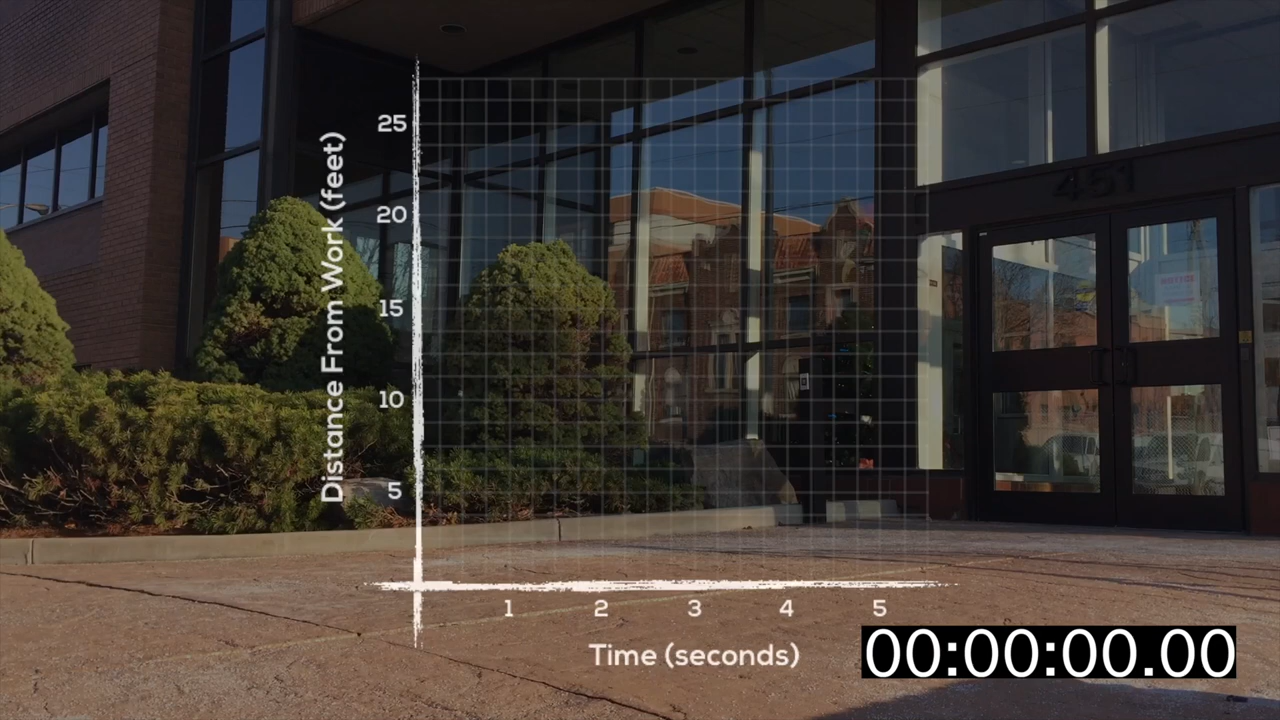 451
25
20
15
10
5
Distance From Work (feet)
1 2 3 4 5
Time (seconds)
00:00:00.00